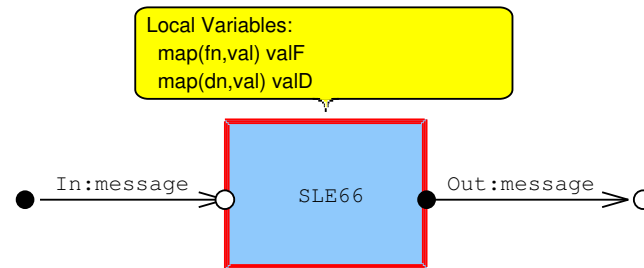 Local Variables:
map(fn,val) valF
map(dn,val) valD
In:message
SLE66
Out:message